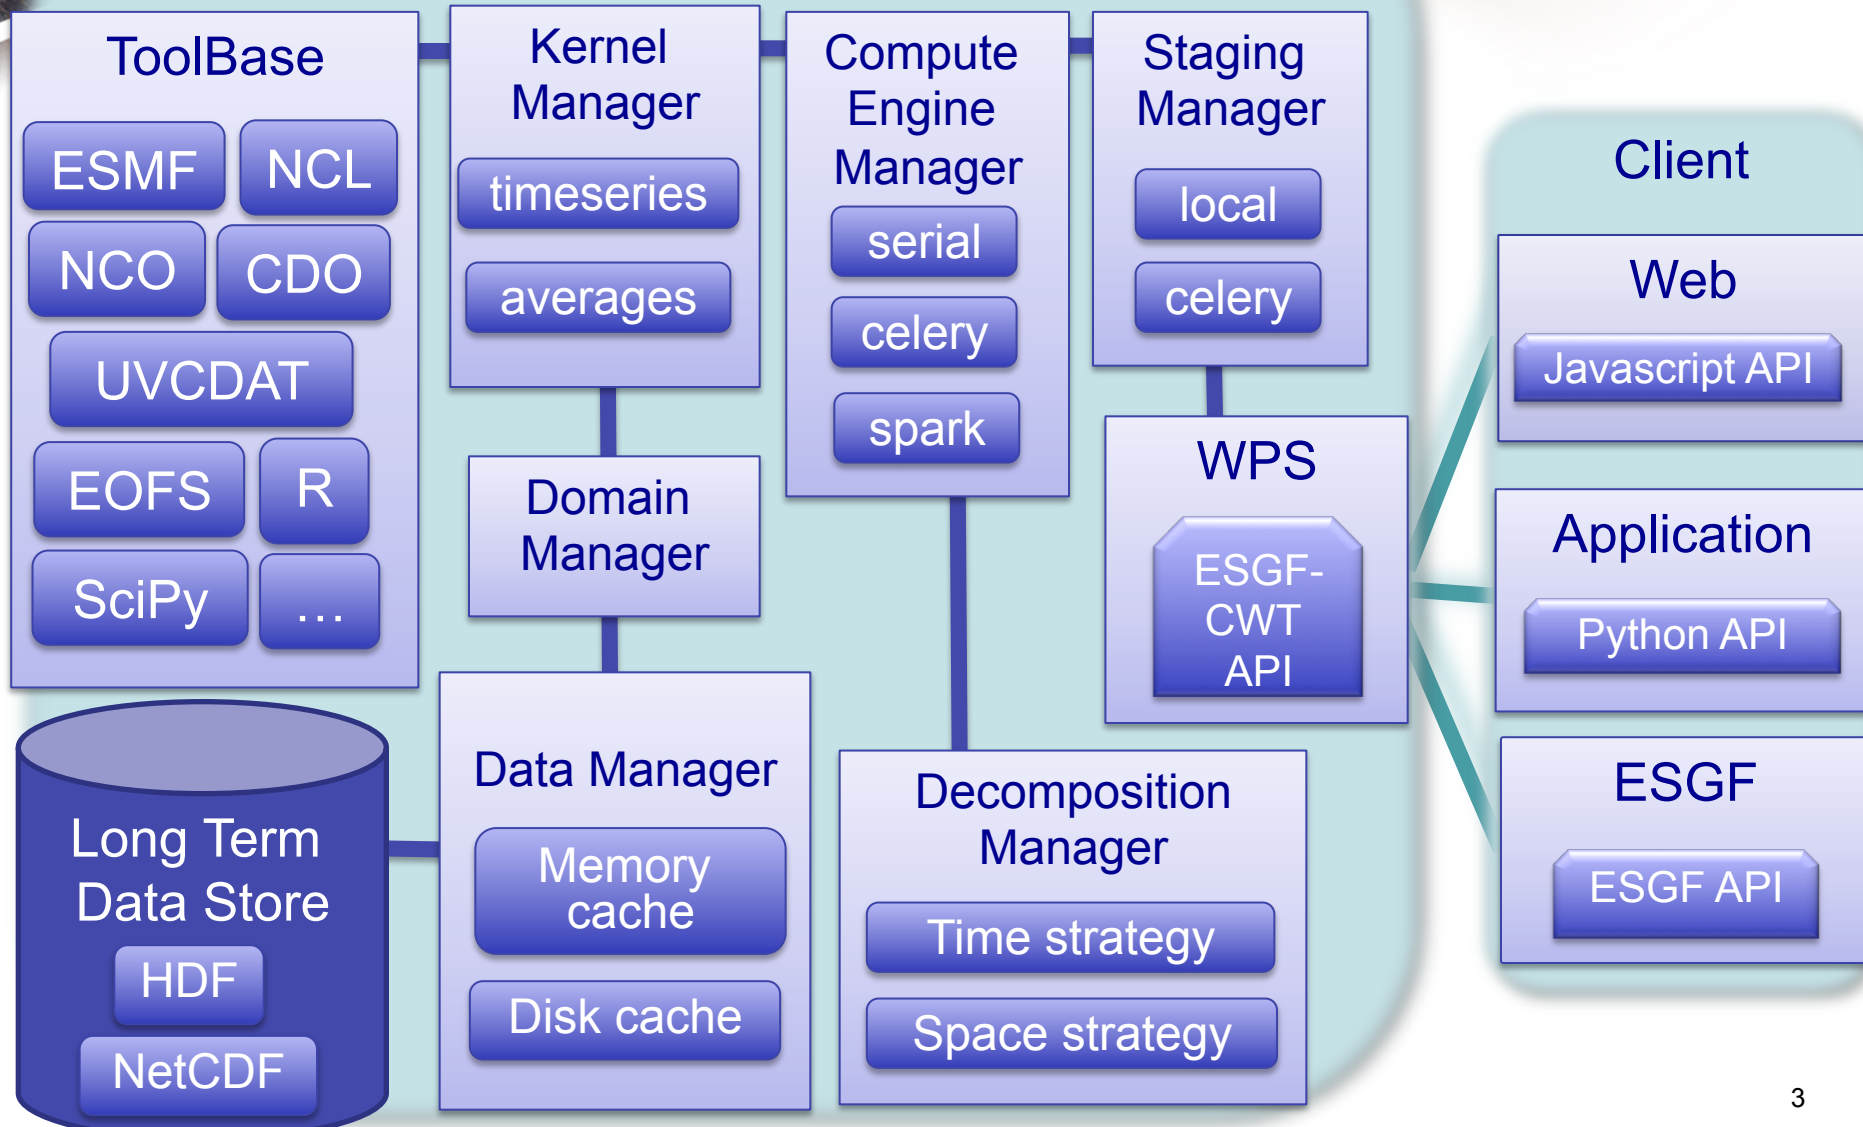 ToolBase
ESMF
NCL
NCO
CDO
UVCDAT
EOFS
R
SciPy
…
Kernel
Manager
timeseries
averages
Compute
Engine
Manager
serial
celery
spark
Staging
Manager
local
celery
Domain
Manager
WPS
ESGF-
CWT
API
Long Term
Data Store
HDF
NetCDF
Data Manager
Memory
cache
Disk cache
Decomposition
Manager
Time strategy
Space strategy
Client
Web
Javascript API
Application
Python API
ESGF
ESGF API
3